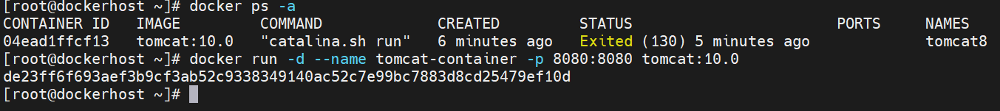 [root@dockerhost ~]# docker ps -a
CONTAINER ID   IMAGE         COMMAND             CREATED         STATUS                       PORTS     NAMES
04ead1ffcf13   tomcat:10.0   "catalina.sh run"   6 minutes ago   Exited (130) 5 minutes ago             tomcat8
[root@dockerhost ~]# docker run -d --name tomcat-container -p 8080:8080 tomcat:10.0
de23ff6f693aef3b9cf3ab52c9338349140ac52c7e99bc7883d8cd25479ef10d
[root@dockerhost ~]#